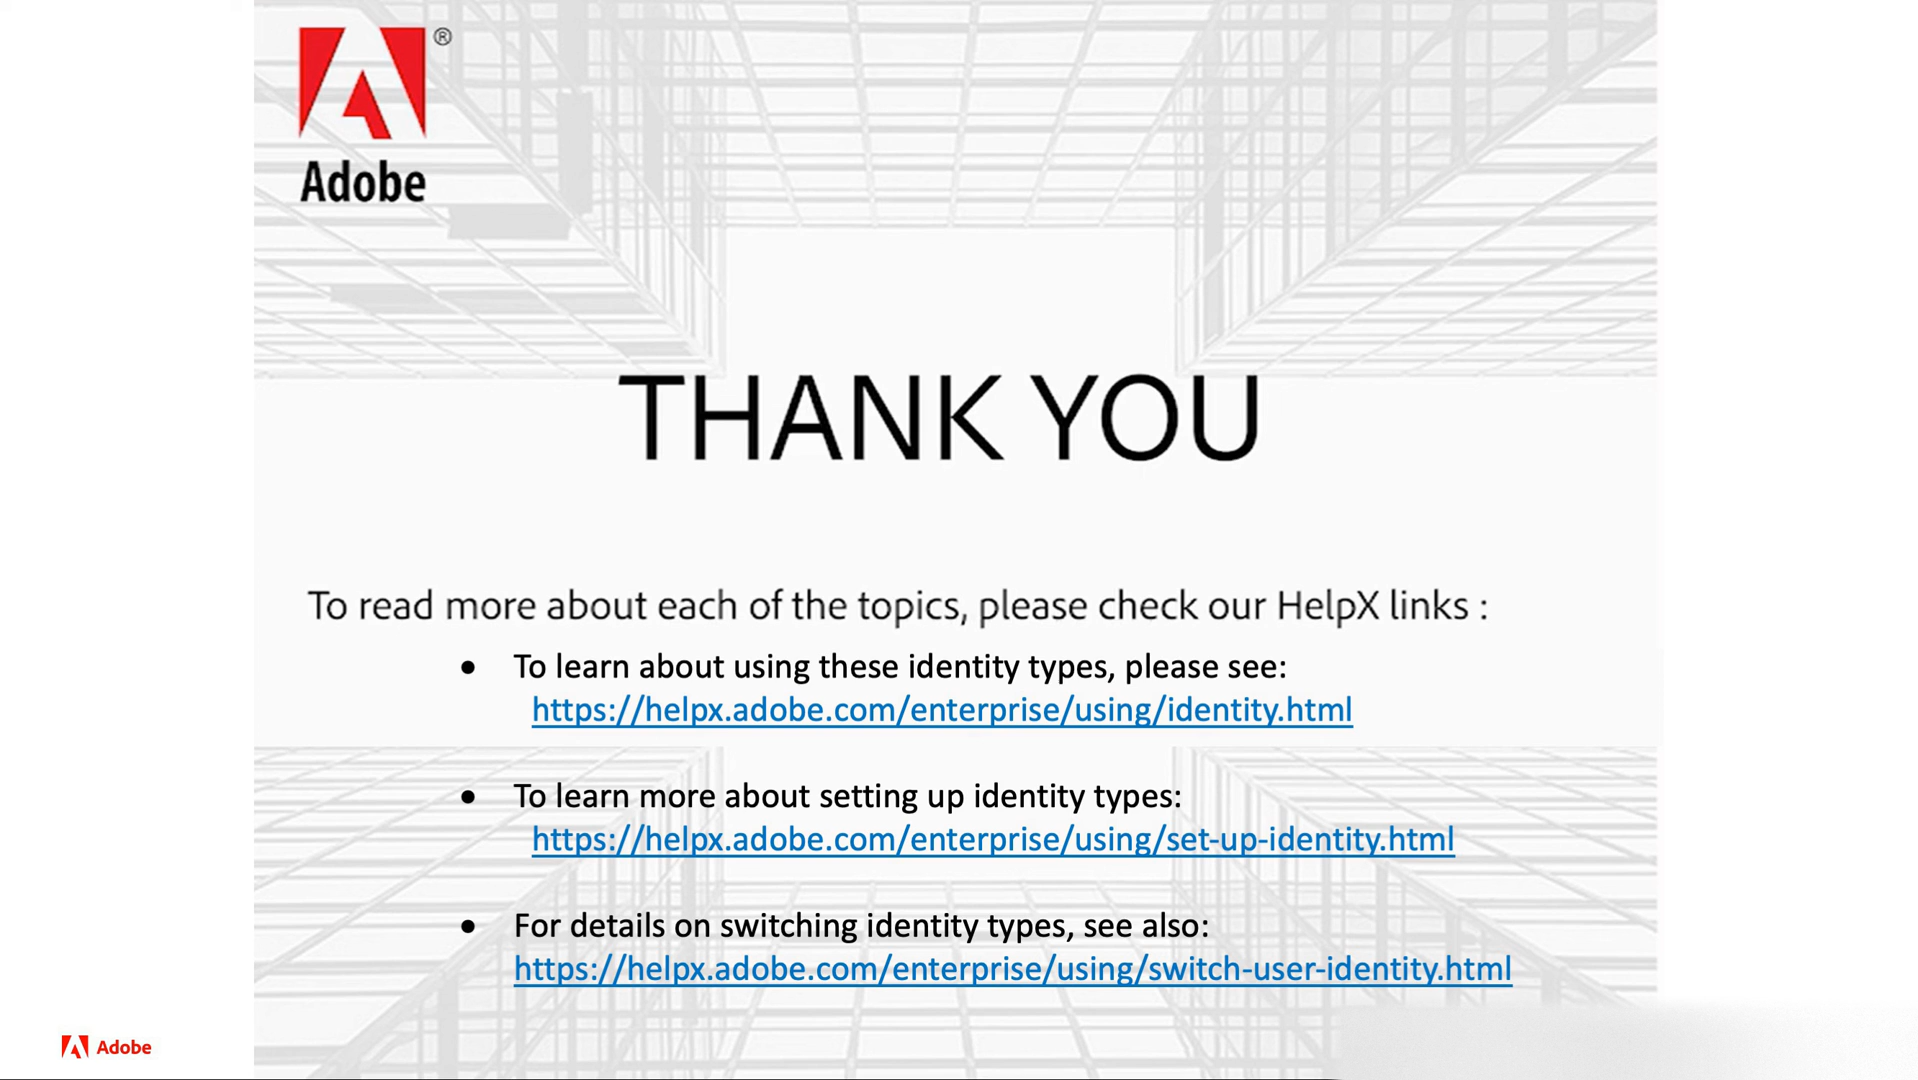 ®
Adobe
THANK YOU
To read more about each of the topics, please check our HelpX links :
• To learn about using these identity types, please see:
https://helpx.adobe.com/enterprise/using/identity.html
• To learn more about setting up identity types:
https://helpx.adobe.com/enterprise/using/set-up-identity.html
• For details on switching identity types, see also:
https://helpx.adobe.com/enterprise/using/switch-user-identity.html
Adobe